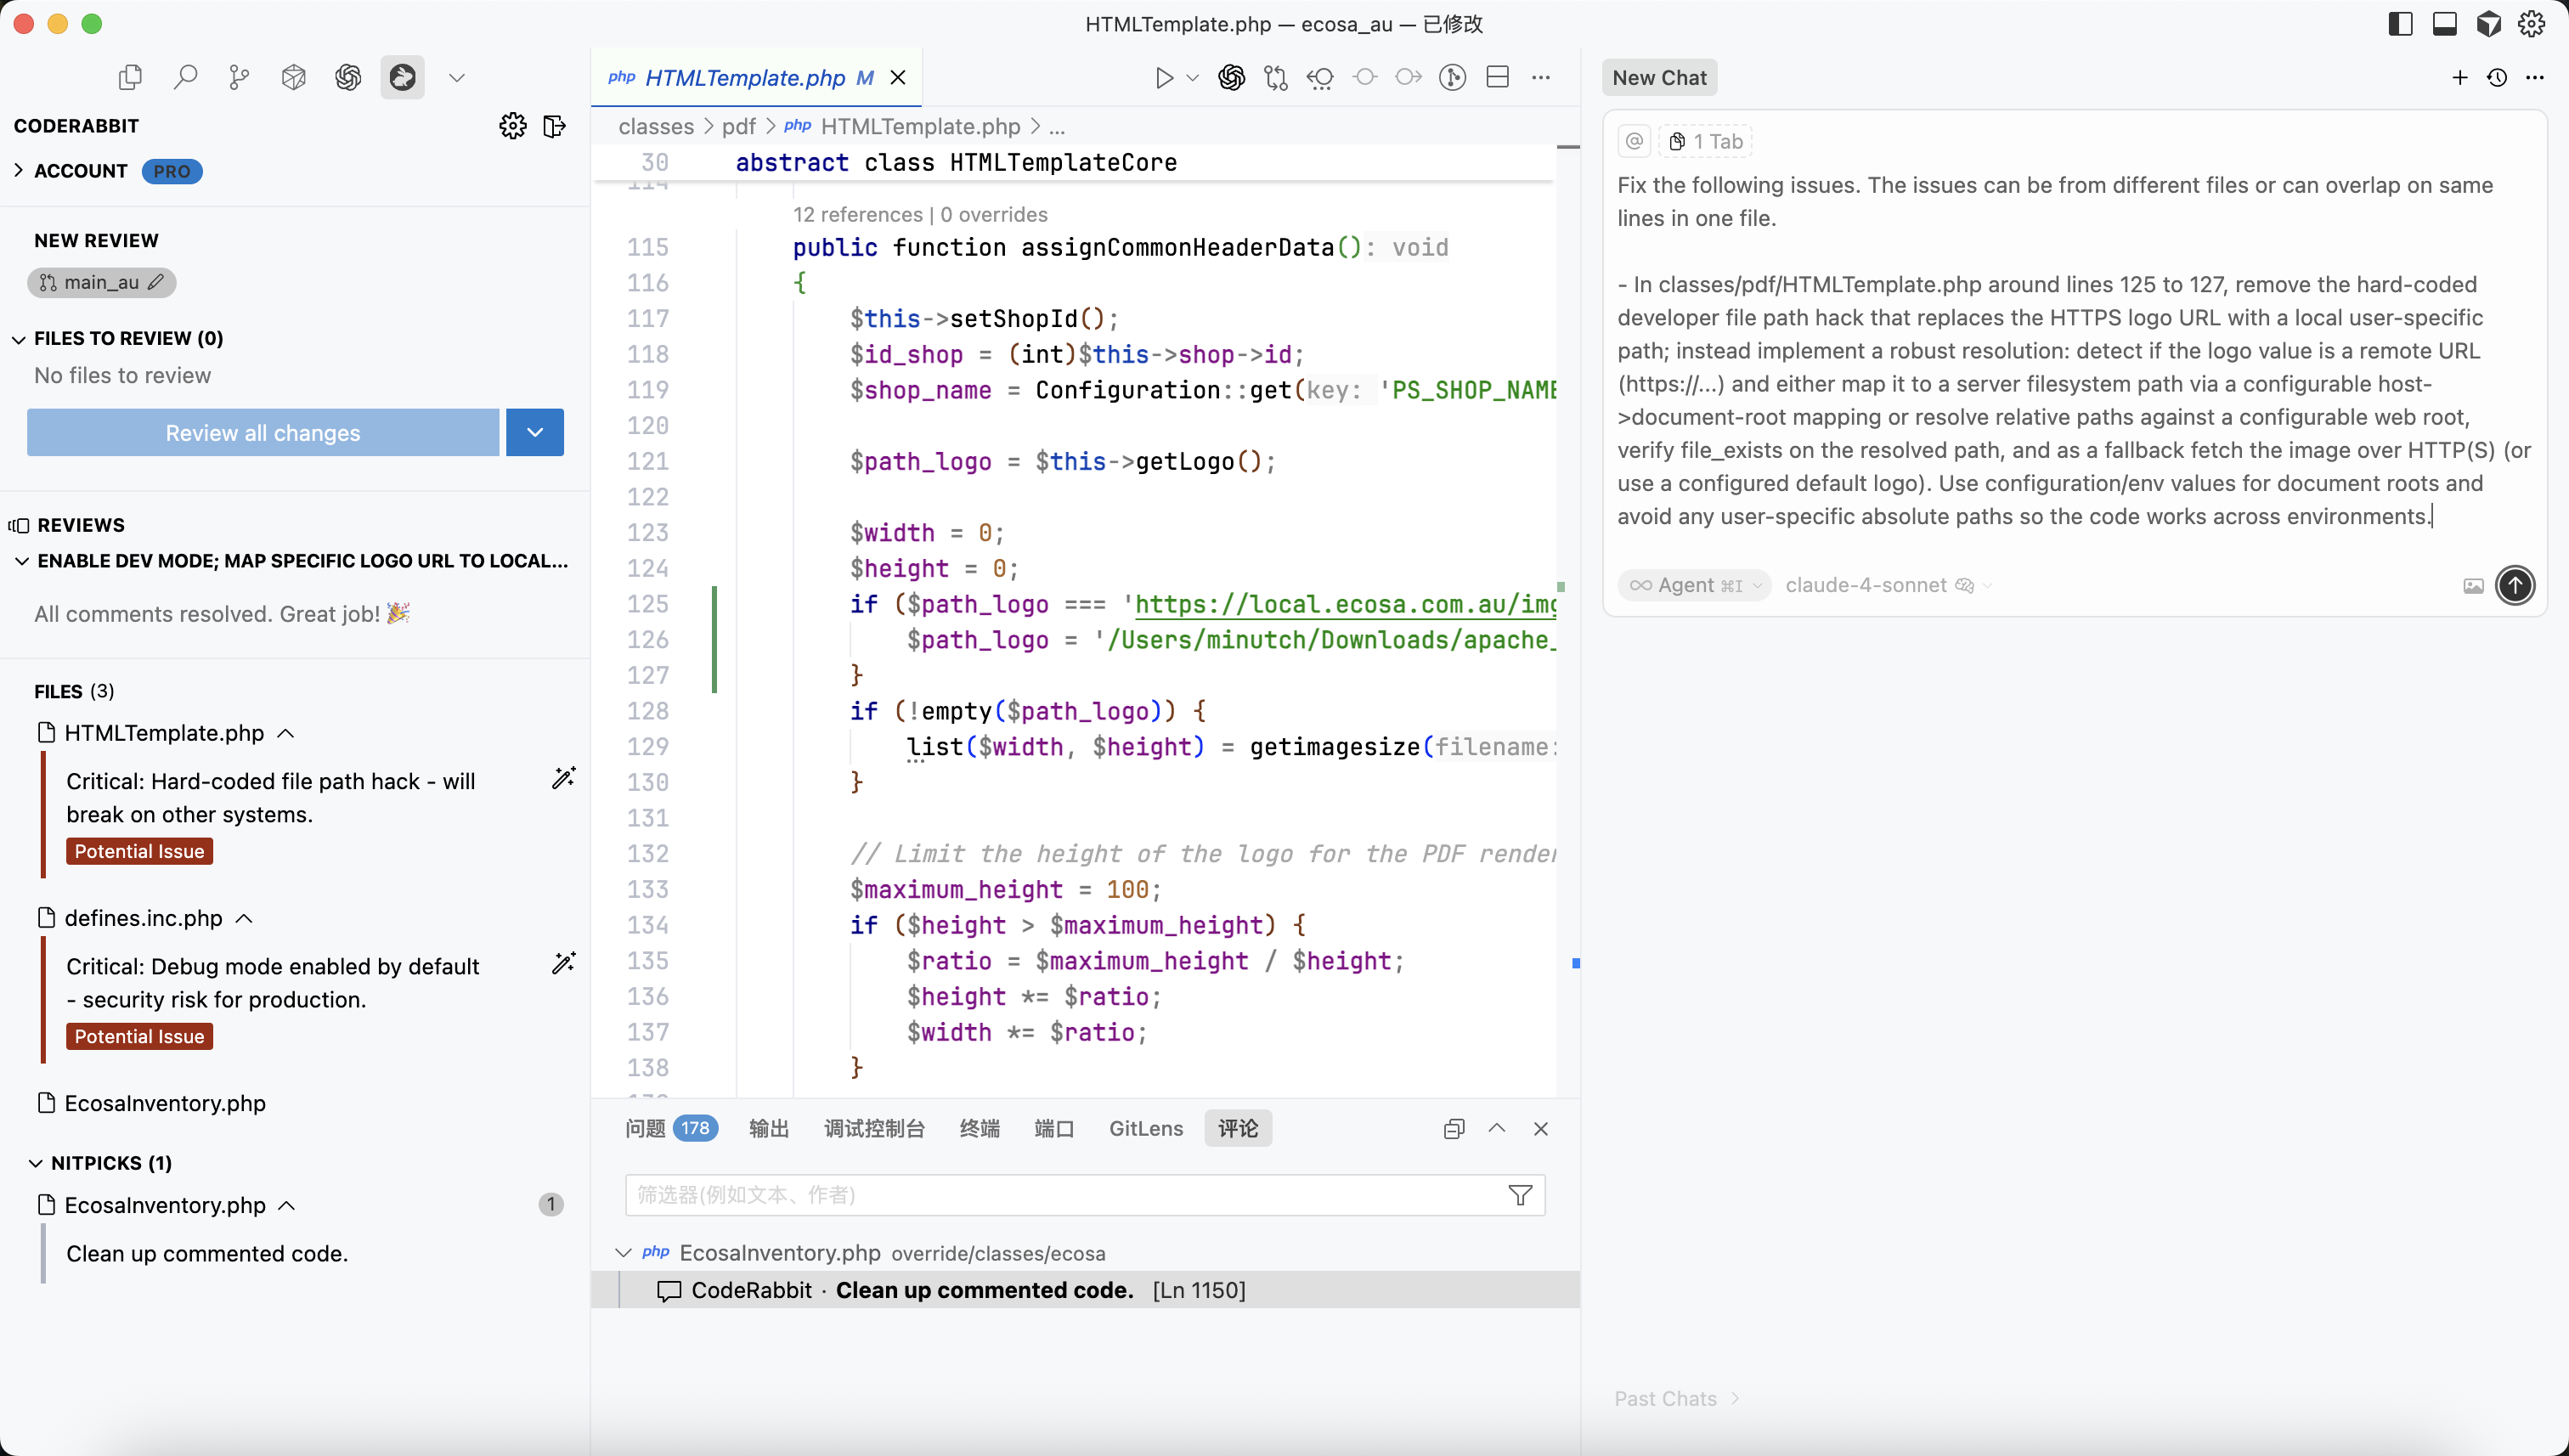 HTMLTemplate.php — ecosa_au — 已修改
CODERABBIT
ACCOUNT PRO
NEW REVIEW
main_au
FILES TO REVIEW (0)
No files to review
Review all changes
REVIEWS
ENABLE DEV MODE; MAP SPECIFIC LOGO URL TO LOCAL...
All comments resolved. Great job! 🎉
FILES (3)
HTMLTemplate.php
Critical: Hard-coded file path hack - will
break on other systems.
Potential Issue
defines.inc.php
Critical: Debug mode enabled by default
- security risk for production.
Potential Issue
EcosaInventory.php
NITPICKS (1)
EcosaInventory.php 1
Clean up commented code.
php HTMLTemplate.php M
classes > pdf > php HTMLTemplate.php > ...
30 abstract class HTMLTemplateCore
114
12 references | 0 overrides
115 public function assignCommonHeaderData(): void
116 {
117 $this->setShopId();
118 $id_shop = (int)$this->shop->id;
119 $shop_name = Configuration::get(key: 'PS_SHOP_NAME
120
121 $path_logo = $this->getLogo();
122
123 $width = 0;
124 $height = 0;
125 if ($path_logo === 'https://local.ecosa.com.au/img
126 $path_logo = '/Users/minutch/Downloads/apache_
127 }
128 if (!empty($path_logo)) {
129 list($width, $height) = getimagesize(filename:
130 }
131
132 // Limit the height of the logo for the PDF render
133 $maximum_height = 100;
134 if ($height > $maximum_height) {
135 $ratio = $maximum_height / $height;
136 $height *= $ratio;
137 $width *= $ratio;
138 }
问题 178 输出 调试控制台 终端 端口 GitLens 评论
筛选器(例如文本、作者)
php EcosaInventory.php override/classes/ecosa
CodeRabbit · Clean up commented code. [Ln 1150]
New Chat
@ 1 Tab
Fix the following issues. The issues can be from different files or can overlap on same
lines in one file.
- In classes/pdf/HTMLTemplate.php around lines 125 to 127, remove the hard-coded
developer file path hack that replaces the HTTPS logo URL with a local user-specific
path; instead implement a robust resolution: detect if the logo value is a remote URL
(https://...) and either map it to a server filesystem path via a configurable host-
>document-root mapping or resolve relative paths against a configurable web root,
verify file_exists on the resolved path, and as a fallback fetch the image over HTTP(S) (or
use a configured default logo). Use configuration/env values for document roots and
avoid any user-specific absolute paths so the code works across environments.
Agent ⌘I claude-4-sonnet
Past Chats